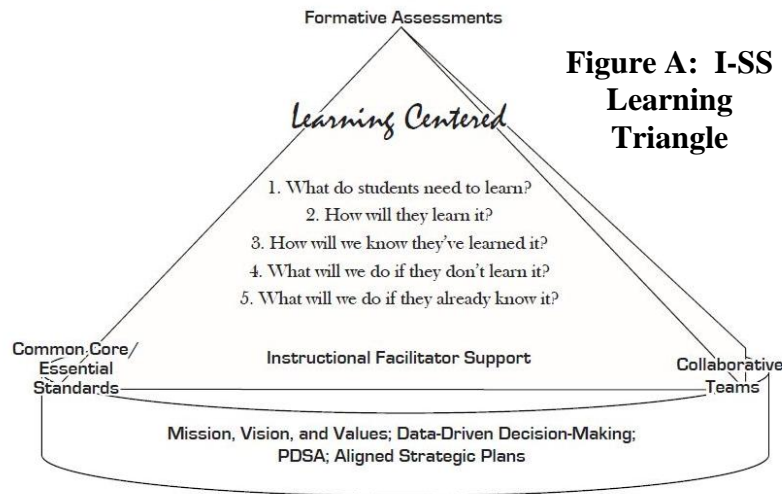 Formative Assessments
Figure A: I-SS
Learning
Triangle
Learning Centered
1. What do students need to learn?
2. How will they learn it?
3. How will we know they've learned it?
4. What will we do if they don't learn it?
5. What will we do if they already know it?
Common Core/
Essential
Standards
Instructional Facilitator Support
Collaborative
Teams
Mission, Vision, and Values; Data-Driven Decision-Making;
PDSA; Aligned Strategic Plans